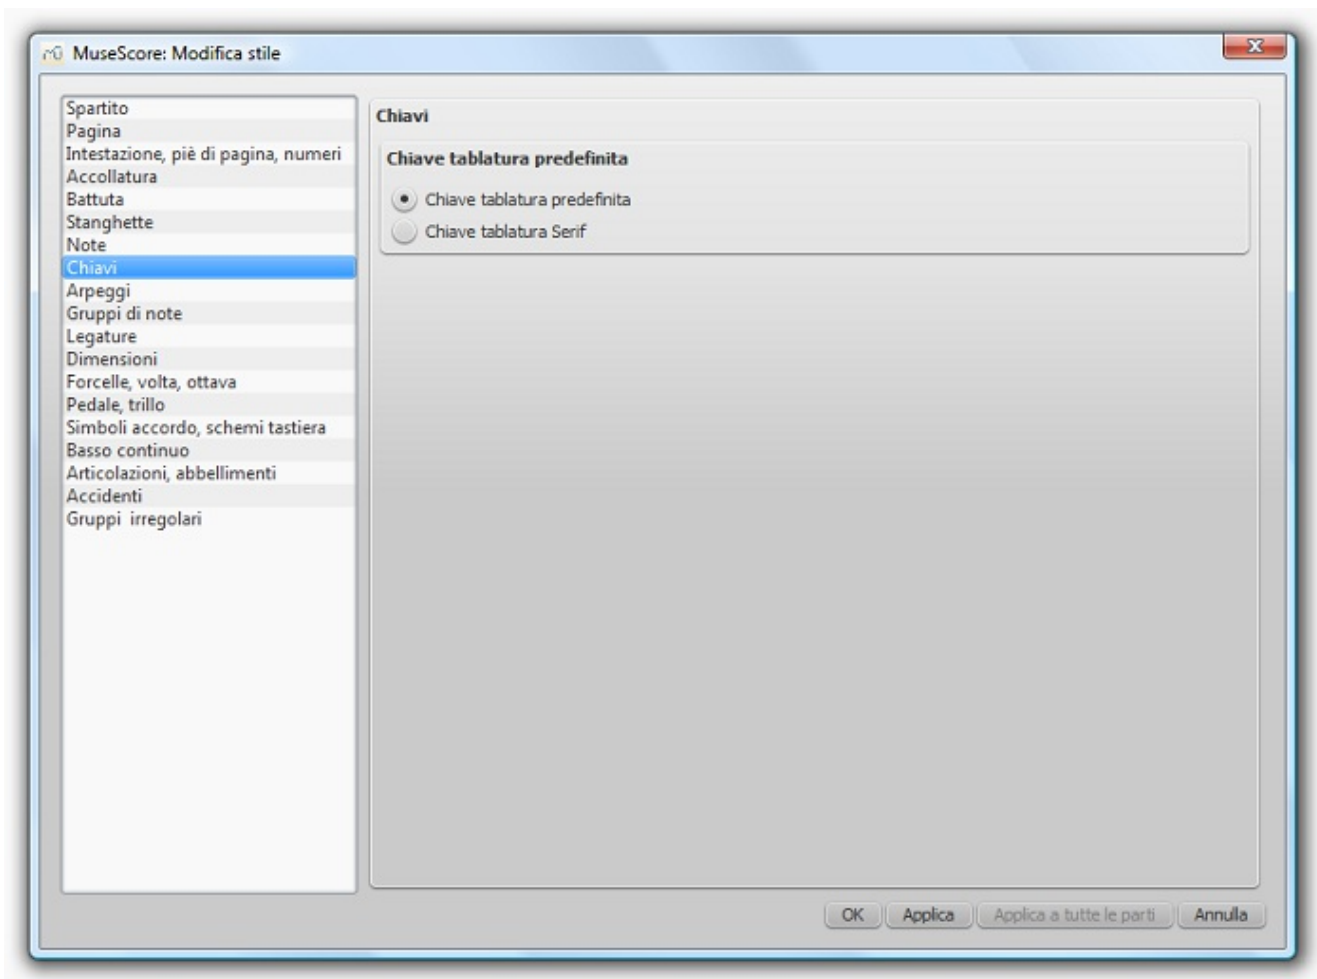 MuseScore: Modifica stile
Spartito
Pagina
Intestazione, piè di pagina, numeri
Accollatura
Battuta
Stanghette
Note
Chiavi
Arpeggi
Gruppi di note
Legature
Dimensioni
Forcelle, volta, ottava
Pedale, trillo
Simboli accordo, schemi tastiera
Basso continuo
Articolazioni, abbellimenti
Accidenti
Gruppi irregolari
Chiavi
Chiave tablatura predefinita
Chiave tablatura predefinita
Chiave tablatura Serif
OK Applica Applica a tutte le parti Annulla